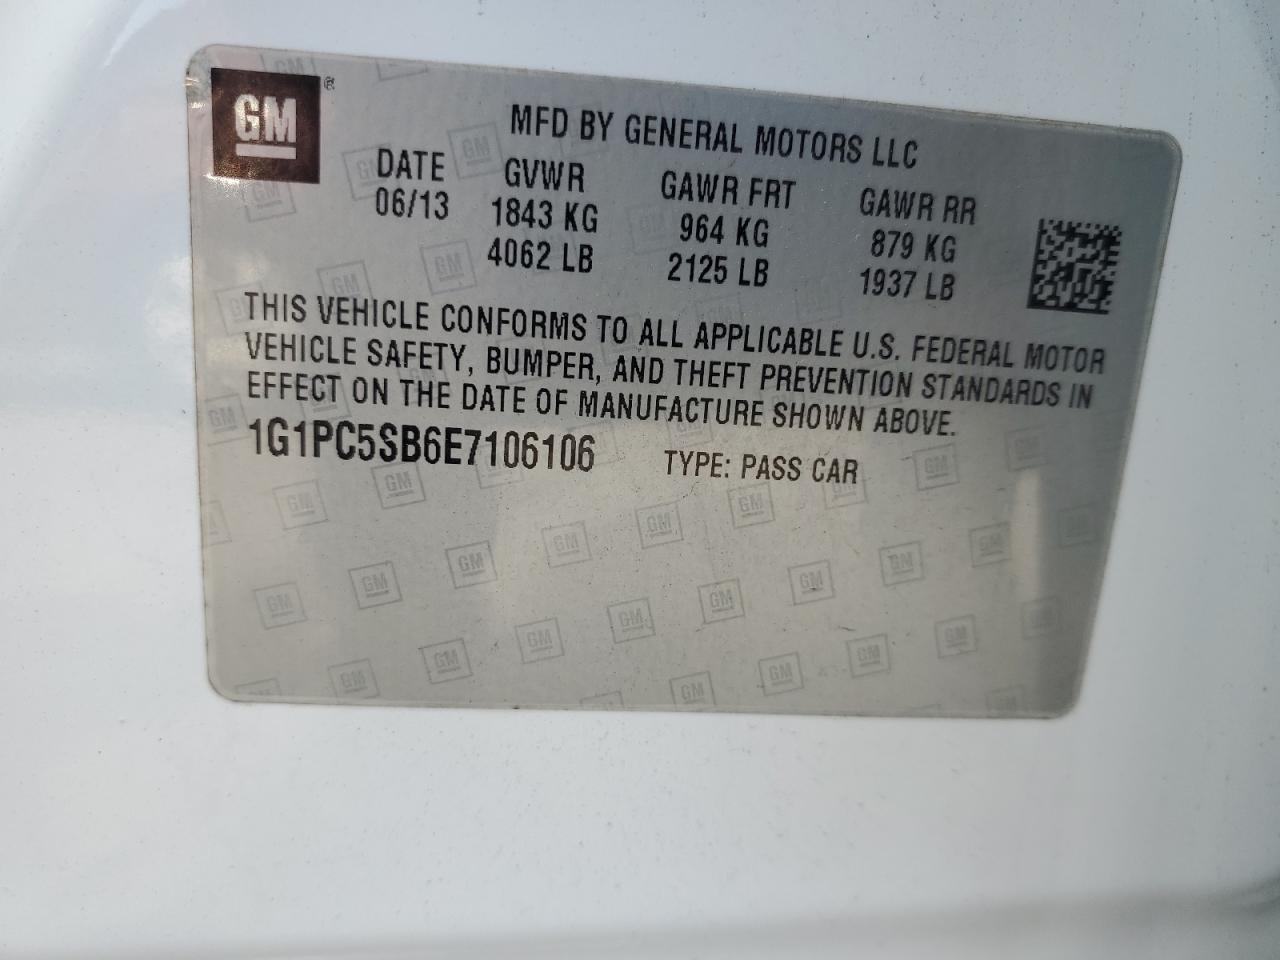 GM ®
MFD BY GENERAL MOTORS LLC
DATE GVWR GAWR FRT GAWR RR
06/13 1843 KG 964 KG 879 KG
4062 LB 2125 LB 1937 LB
THIS VEHICLE CONFORMS TO ALL APPLICABLE U.S. FEDERAL MOTOR
VEHICLE SAFETY, BUMPER, AND THEFT PREVENTION STANDARDS IN
EFFECT ON THE DATE OF MANUFACTURE SHOWN ABOVE.
1G1PC5SB6E7106106 TYPE: PASS CAR